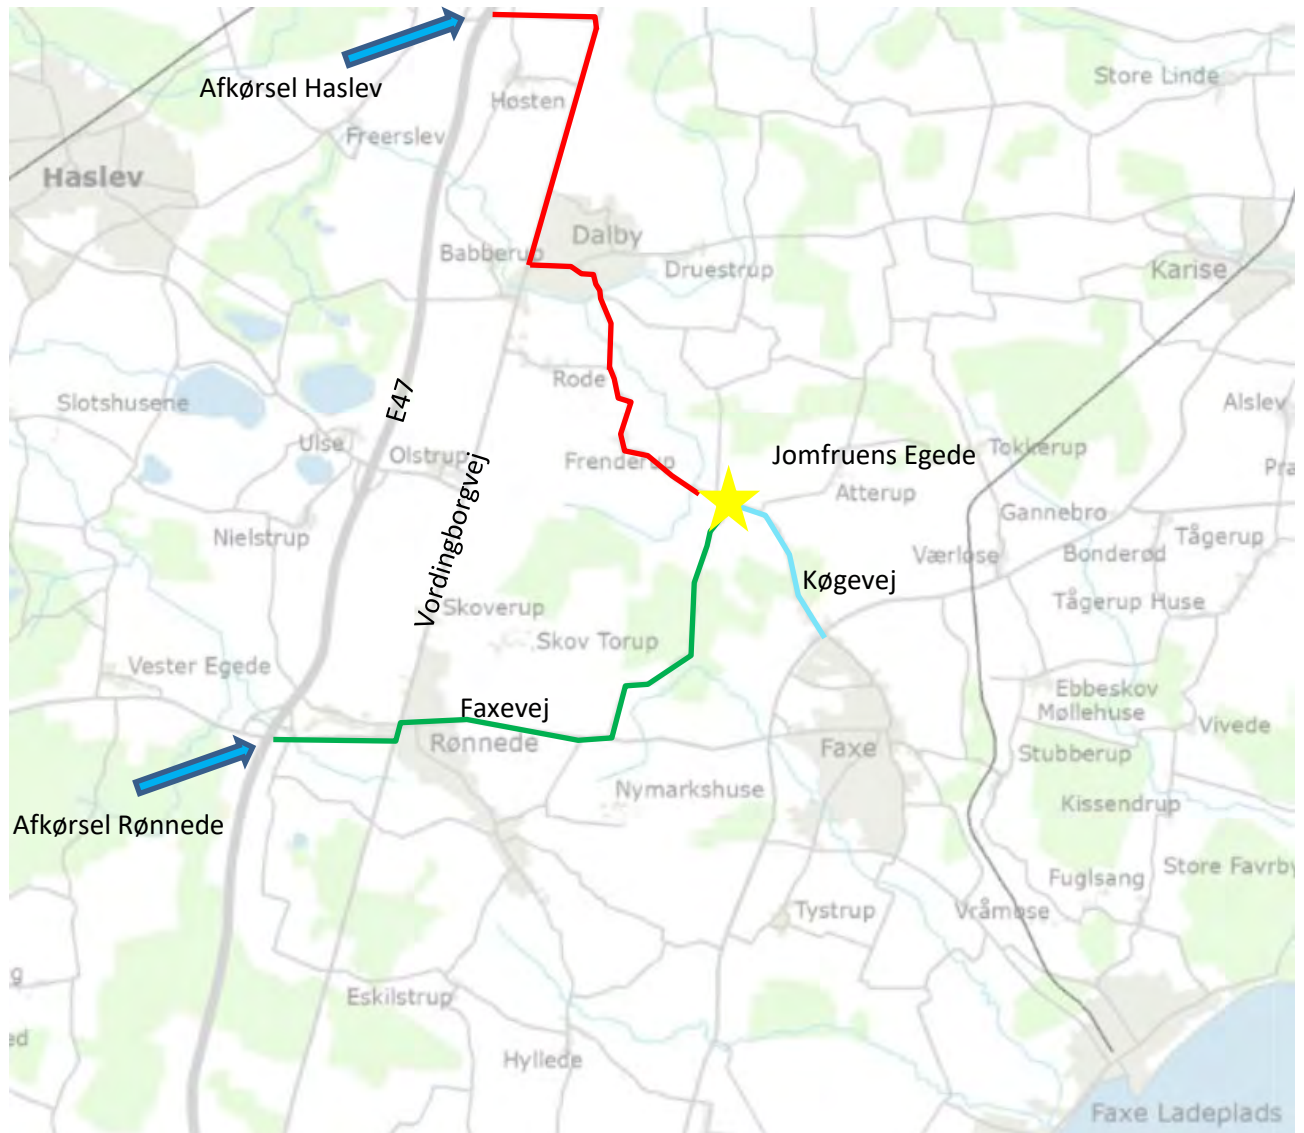 Afkørsel Haslev
Høsten
Store Linde
Freerslev
Haslev
Dalby
Babberup
Druestrup
Karise
Rode
E47
Slotshusene
Alslev
Ulse
Olstrup
Frenderup
Jomfruens Egede
Tokkerup
Pra
Atterup
Gannebro
Vordingborgvej
Nielstrup
Værløse
Bonderød
Tågerup
Køgevej
Skoverup
Tågerup Huse
Skov Torup
Vester Egede
Ebbeskov
Møllehuse
Faxevej
Vivede
Rønnede
Faxe
Stubberup
Nymarkshuse
Kissendrup
Afkørsel Rønnede
Store Favrby
Fuglsang
Tystrup
Vråmose
g
Eskilstrup
ed
Hyllede
Faxe Ladeplads